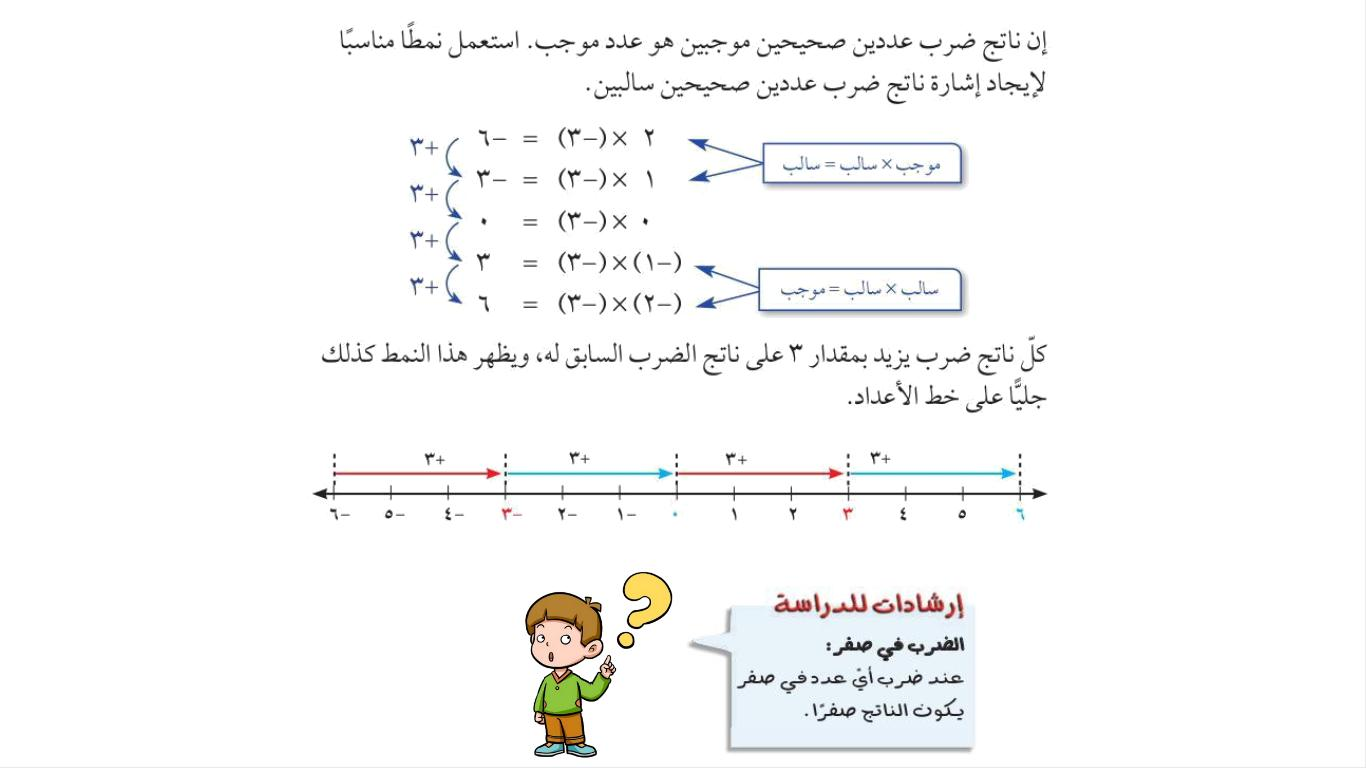 إن ناتج ضرب عددين صحيحين موجبين هو عدد موجب. استعمل نمطًا مناسبًا
لإيجاد إشارة ناتج ضرب عددين صحيحين سالبين.
٢ × (−٣) = −٦
+٣
موجب × سالب = سالب
١ × (−٣) = −٣
+٣
٠ × (−٣) = ٠
+٣
(−١) × (−٣) = ٣
+٣
سالب × سالب = موجب
(−٢) × (−٣) = ٦
كلّ ناتج ضرب يزيد بمقدار ٣ على ناتج الضرب السابق له، ويظهر هذا النمط كذلك
جليًّا على خط الأعداد.
+٣ +٣ +٣ +٣
−٦ −٥ −٤ −٣ −٢ −١ ٠ ١ ٢ ٣ ٤ ٥ ٦
?
إرشادات للدراسة
الضرب في صفر:
عند ضرب أيّ عدد في صفر
يكون الناتج صفرًا.